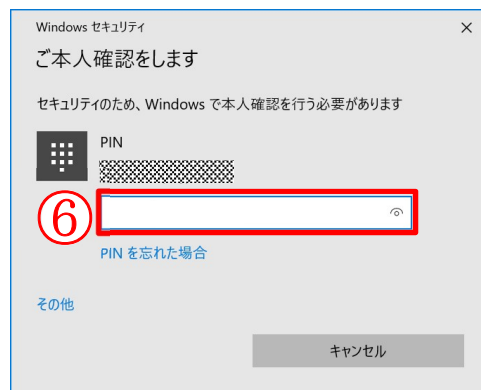 Windows セキュリティ
ご本人確認をします
セキュリティのため、Windows で本人確認を行う必要があります
PIN
⑥
PIN を忘れた場合
その他
キャンセル